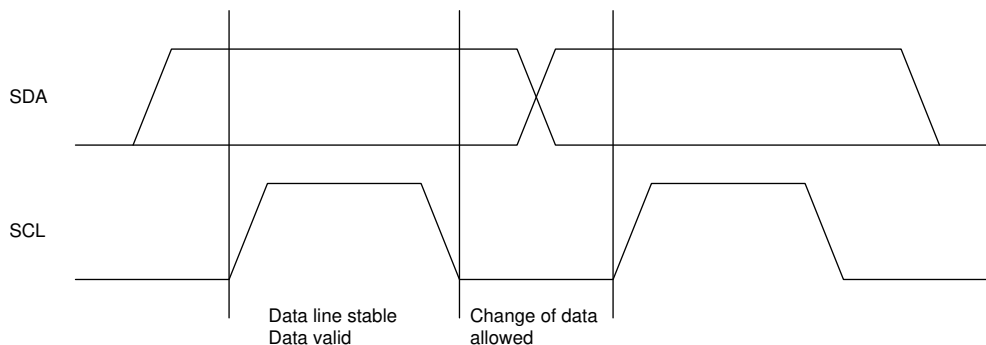 SDA
SCL
Data line stable
Data valid
Change of data
allowed